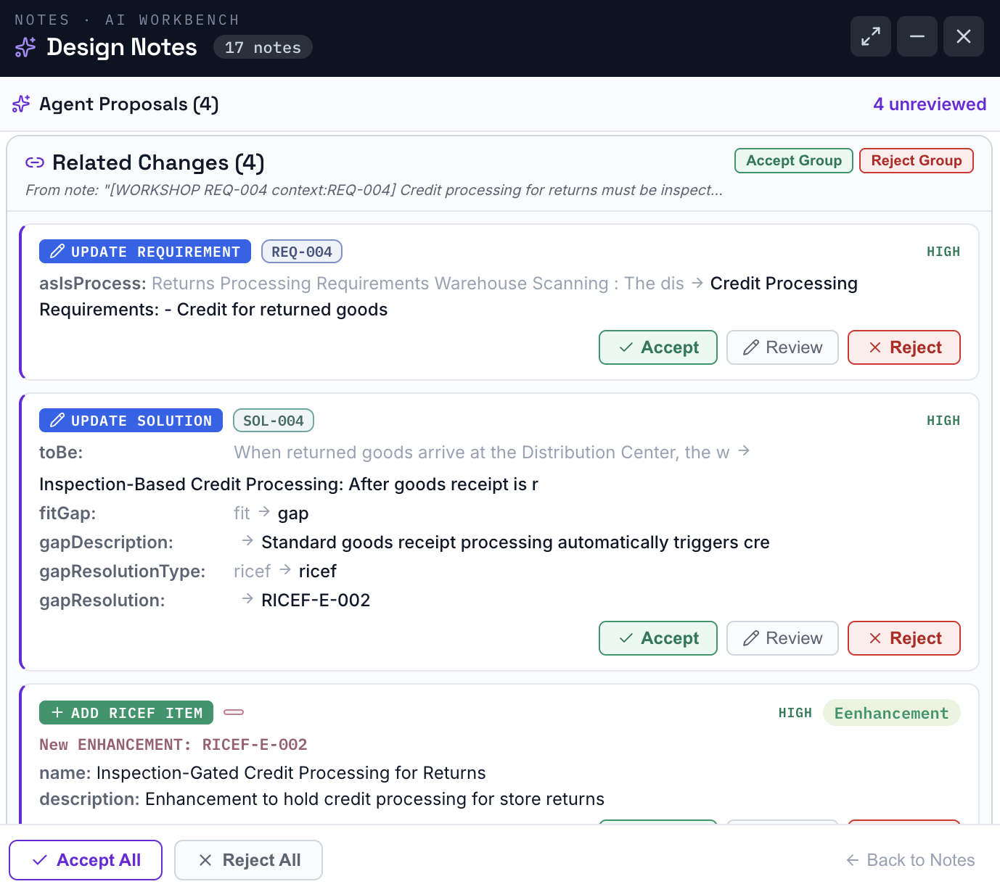 NOTES · AI WORKBENCH
Design Notes 17 notes
Agent Proposals (4) 4 unreviewed
Related Changes (4) Accept Group Reject Group
From note: "[WORKSHOP REQ-004 context:REQ-004] Credit processing for returns must be inspect...
UPDATE REQUIREMENT REQ-004 HIGH
asIsProcess: Returns Processing Requirements Warehouse Scanning : The dis → Credit Processing
Requirements: - Credit for returned goods
Accept Review Reject
UPDATE SOLUTION SOL-004 HIGH
toBe: When returned goods arrive at the Distribution Center, the w →
Inspection-Based Credit Processing: After goods receipt is r
fitGap: fit → gap
gapDescription: → Standard goods receipt processing automatically triggers cre
gapResolutionType: ricef → ricef
gapResolution: → RICEF-E-002
Accept Review Reject
+ ADD RICEF ITEM HIGH Eenhancement
New ENHANCEMENT: RICEF-E-002
name: Inspection-Gated Credit Processing for Returns
description: Enhancement to hold credit processing for store returns
Accept All Reject All ← Back to Notes